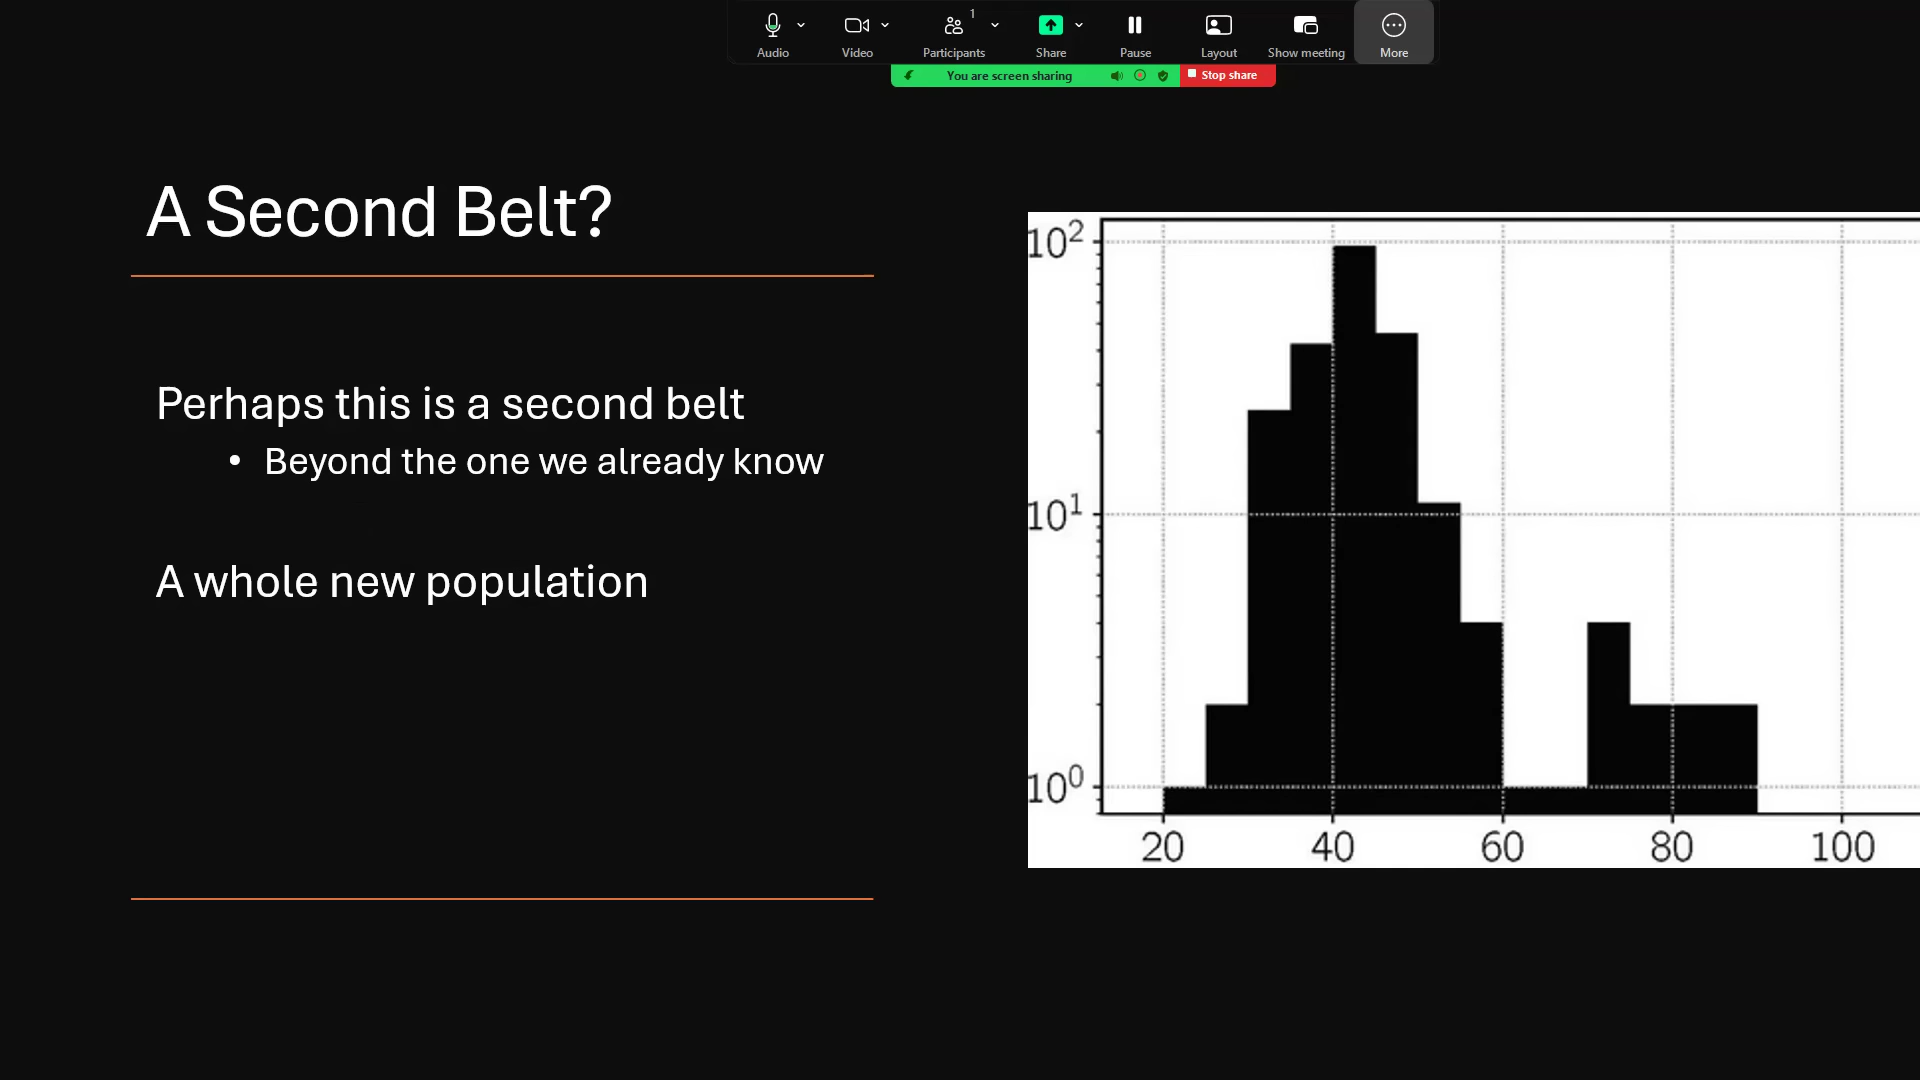 1
Audio
Video
Participants
Share
Pause
Layout
Show meeting
More
You are screen sharing
Stop share
A Second Belt?
Perhaps this is a second belt
• Beyond the one we already know
A whole new population
10²
10¹
10⁰
20 40 60 80 100